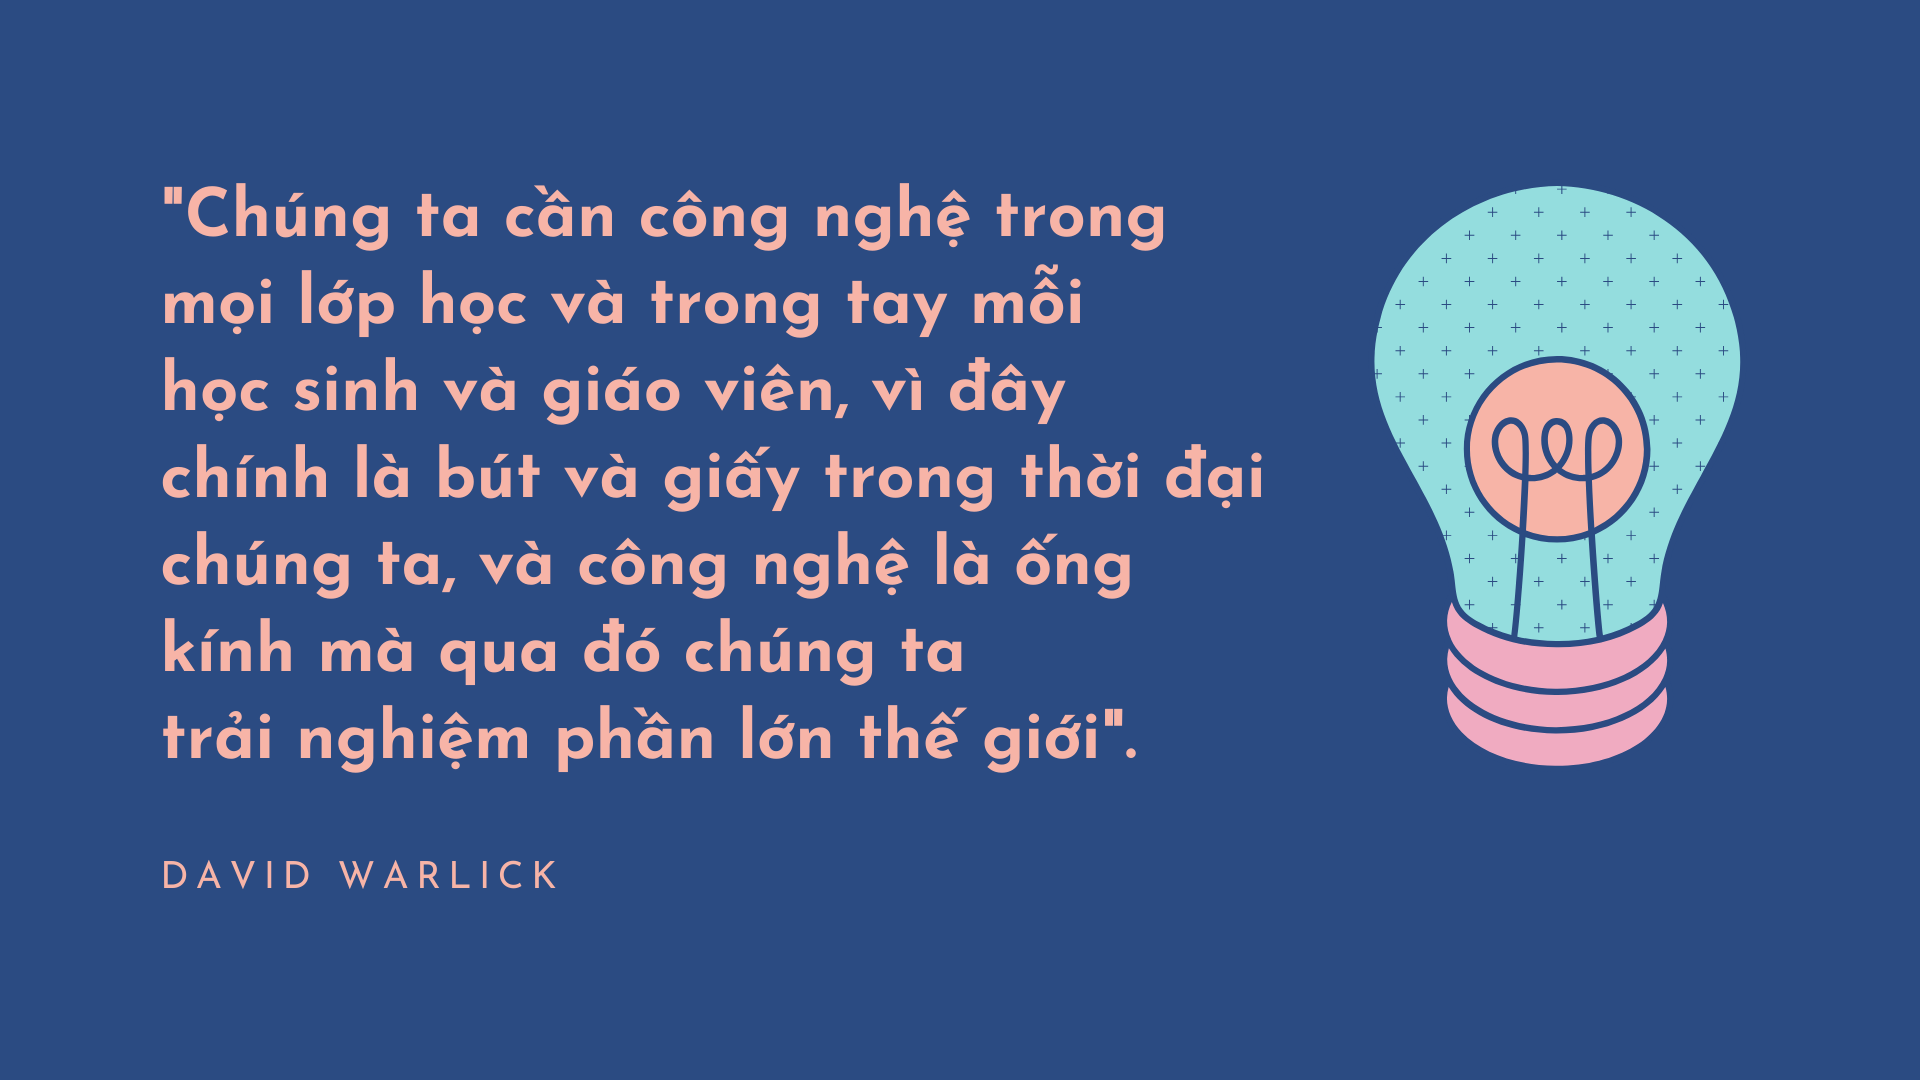 "Chúng ta cần công nghệ trong
mọi lớp học và trong tay mỗi
học sinh và giáo viên, vì đây
chính là bút và giấy trong thời đại
chúng ta, và công nghệ là ống
kính mà qua đó chúng ta
trải nghiệm phần lớn thế giới".
DAVID WARLICK